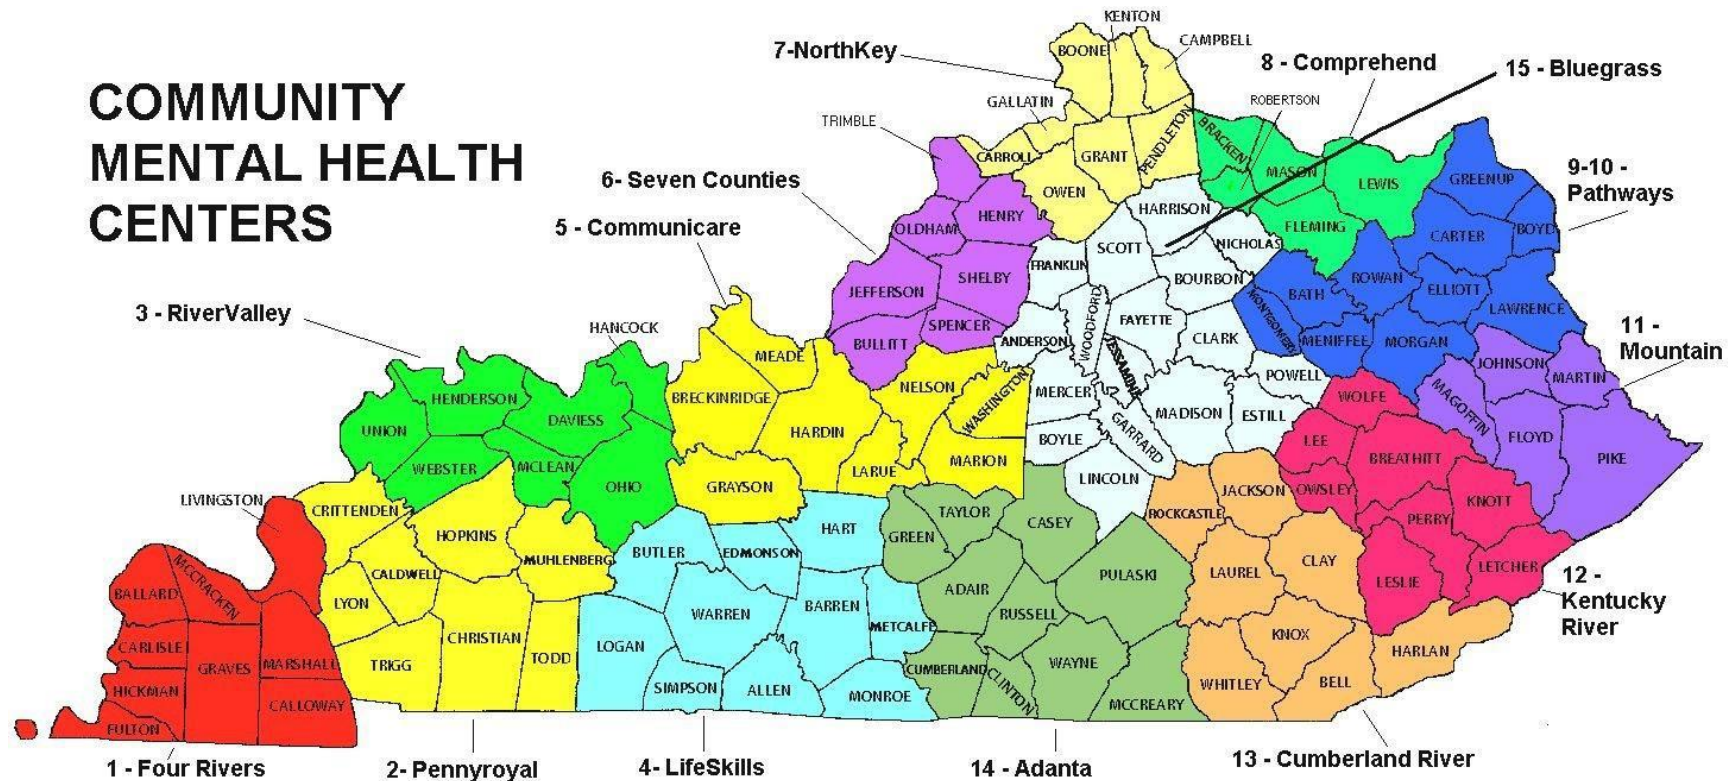 COMMUNITY
MENTAL HEALTH
CENTERS
KENTON
BOONE
CAMPBELL
7-NorthKey
8 - Comprehend
15 - Bluegrass
GALLATIN
ROBERTSON
TRIMBLE
BRACKEN
PENDLETON
CARROLL
GRANT
MASON
LEWIS
GREENUP
9-10 -
Pathways
6- Seven Counties
OWEN
HARRISON
HENRY
OLDHAM
FLEMING
CARTER
BOYD
5 - Communicare
SCOTT
NICHOLAS
FRANKLIN
SHELBY
BOURBON
ROWAN
ELLIOTT
JEFFERSON
BATH
LAWRENCE
WOODFORD
FAYETTE
MONTGOMERY
3 - RiverValley
HANCOCK
SPENCER
BULLITT
ANDERSON
CLARK
MENIFFEE
MORGAN
11 -
Mountain
MEADE
JESSAMINE
JOHNSON
POWELL
MARTIN
NELSON
WASHINGTON
MERCER
WOLFE
MAGOFFIN
HENDERSON
BRECKINRIDGE
MADISON
ESTILL
DAVIESS
UNION
HARDIN
BOYLE
GARRARD
LEE
FLOYD
PIKE
BREATHITT
WEBSTER
MCLEAN
LARUE
MARION
OHIO
GRAYSON
LINCOLN
JACKSON
OWSLEY
KNOTT
LIVINGSTON
CRITTENDEN
TAYLOR
CASEY
ROCKCASTLE
PERRY
HOPKINS
HART
GREEN
MUHLENBERG
BUTLER
EDMONSON
CLAY
LETCHER
MCCRACKEN
CALDWELL
PULASKI
LAUREL
LESLIE
12 -
Kentucky
River
BALLARD
LYON
ADAIR
BARREN
WARREN
RUSSELL
METCALFE
CHRISTIAN
KNOX
CARLISLE
LOGAN
HARLAN
GRAVES
MARSHALL
TRIGG
TODD
CUMBERLAND
WAYNE
CLINTON
HICKMAN
SIMPSON
ALLEN
MONROE
WHITLEY
BELL
CALLOWAY
MCCREARY
FULTON
1 - Four Rivers
2- Pennyroyal
4- LifeSkills
14 - Adanta
13 - Cumberland River